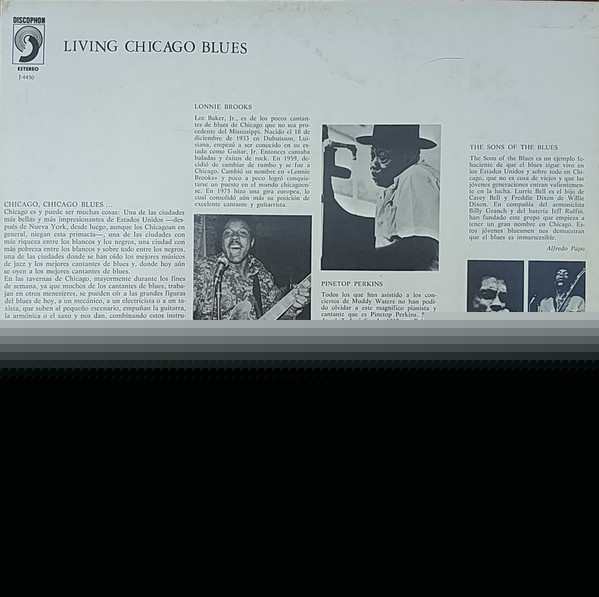 DISCOPHON
ESTEREO
J-4450
LIVING CHICAGO BLUES
CHICAGO, CHICAGO BLUES ...
Chicago es y puede ser muchas cosas: Una de las ciudades
más bellas y más impresionantes de Estados Unidos —des-
pués de Nueva York, desde luego, aunque los Chicagoan en
general, niegan esta primacía—, una de las ciudades con
más riqueza entre los blancos y los negros, una ciudad con
más pobreza entre los blancos y sobre todo entre los negros,
una de las ciudades donde se han oído los mejores músicos
de jazz y los mejores cantantes de blues y, donde hoy aún
se oyen a los mejores cantantes de blues.
En las tavernas de Chicago, mayormente durante los fines
de semana, ya que muchos de los cantantes de blues, traba-
jan en otros menesteres, se pueden oír a las grandes figuras
del blues de hoy, a un mecánico, a un electricista o a un ta-
xista, que suben al pequeño escenario, empuñan la guitarra,
la armónica o el saxo y nos dan, combinando estos instru-
LONNIE BROOKS
Lee Baker, Jr., es de los pocos cantan-
tes de blues de Chicago que no sea pro-
cedente del Mississippi. Nacido el 18 de
diciembre de 1933 en Dubuisson, Lui-
siana, empezó a ser conocido en su es-
tado como Guitar, Jr. Entonces cantaba
baladas y éxitos de rock. En 1959, de-
cidió de cambiar de rumbo y se fue a
Chicago. Cambió su nombre en «Lonnie
Brooks» y poco a poco logró conquis-
tarse un puesto en el mundo chicagoen-
se. En 1975 hizo una gira europea, lo
cual consolidó aún más su posición de
excelente cantante y guitarrista.
PINETOP PERKINS
Todos los que han asistido a los con-
ciertos de Muddy Waters no han podi-
do olvidar a este magnífico pianista y
cantante que es Pinetop Perkins.
THE SONS OF THE BLUES
The Sons of the Blues es un ejemplo fe-
haciente de que el blues sigue vivo en
los Estados Unidos y sobre todo en Chi-
cago, que no es cosa de viejos y que las
jóvenes generaciones entran valientemen-
te en la lucha. Lurrie Bell es el hijo de
Carey Bell y Freddie Dixon de Willie
Dixon. En compañía del armonicista
Billy Granch y del batería Jeff Ruffin,
han fundado este grupo que empieza a
tener un gran nombre en Chicago. Es-
tos jóvenes bluesmen nos demuestran
que el blues es inmarcesible.
Alfredo Papo